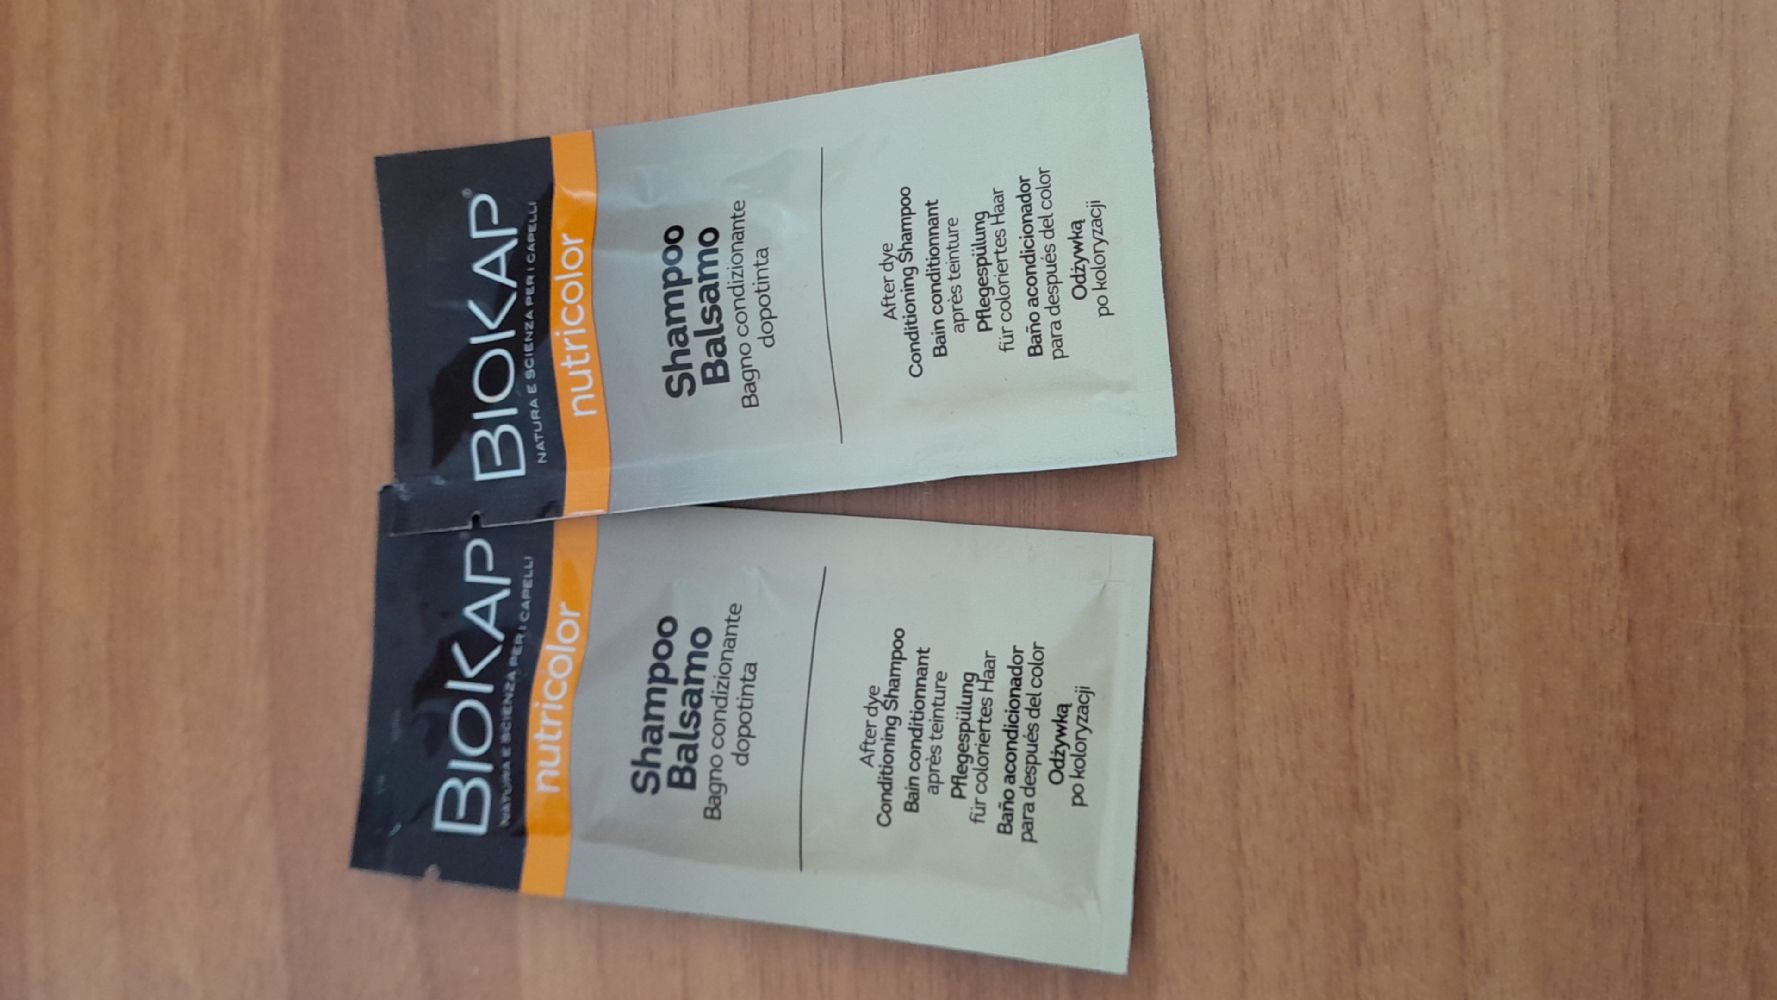 BIOKAP®
NATURA E SCIENZA PER I CAPELLI
nutricolor
Shampoo
Balsamo
Bagno condizionante
dopotinta
After dye
Conditioning Shampoo
Bain conditionnant
après teinture
Pflegespülung
für coloriertes Haar
Baño acondicionador
para después del color
Odżywką
po koloryzacji
BIOKAP®
NATURA E SCIENZA PER I CAPELLI
nutricolor
Shampoo
Balsamo
Bagno condizionante
dopotinta
After dye
Conditioning Shampoo
Bain conditionnant
après teinture
Pflegespülung
für coloriertes Haar
Baño acondicionador
para después del color
Odżywką
po koloryzacji